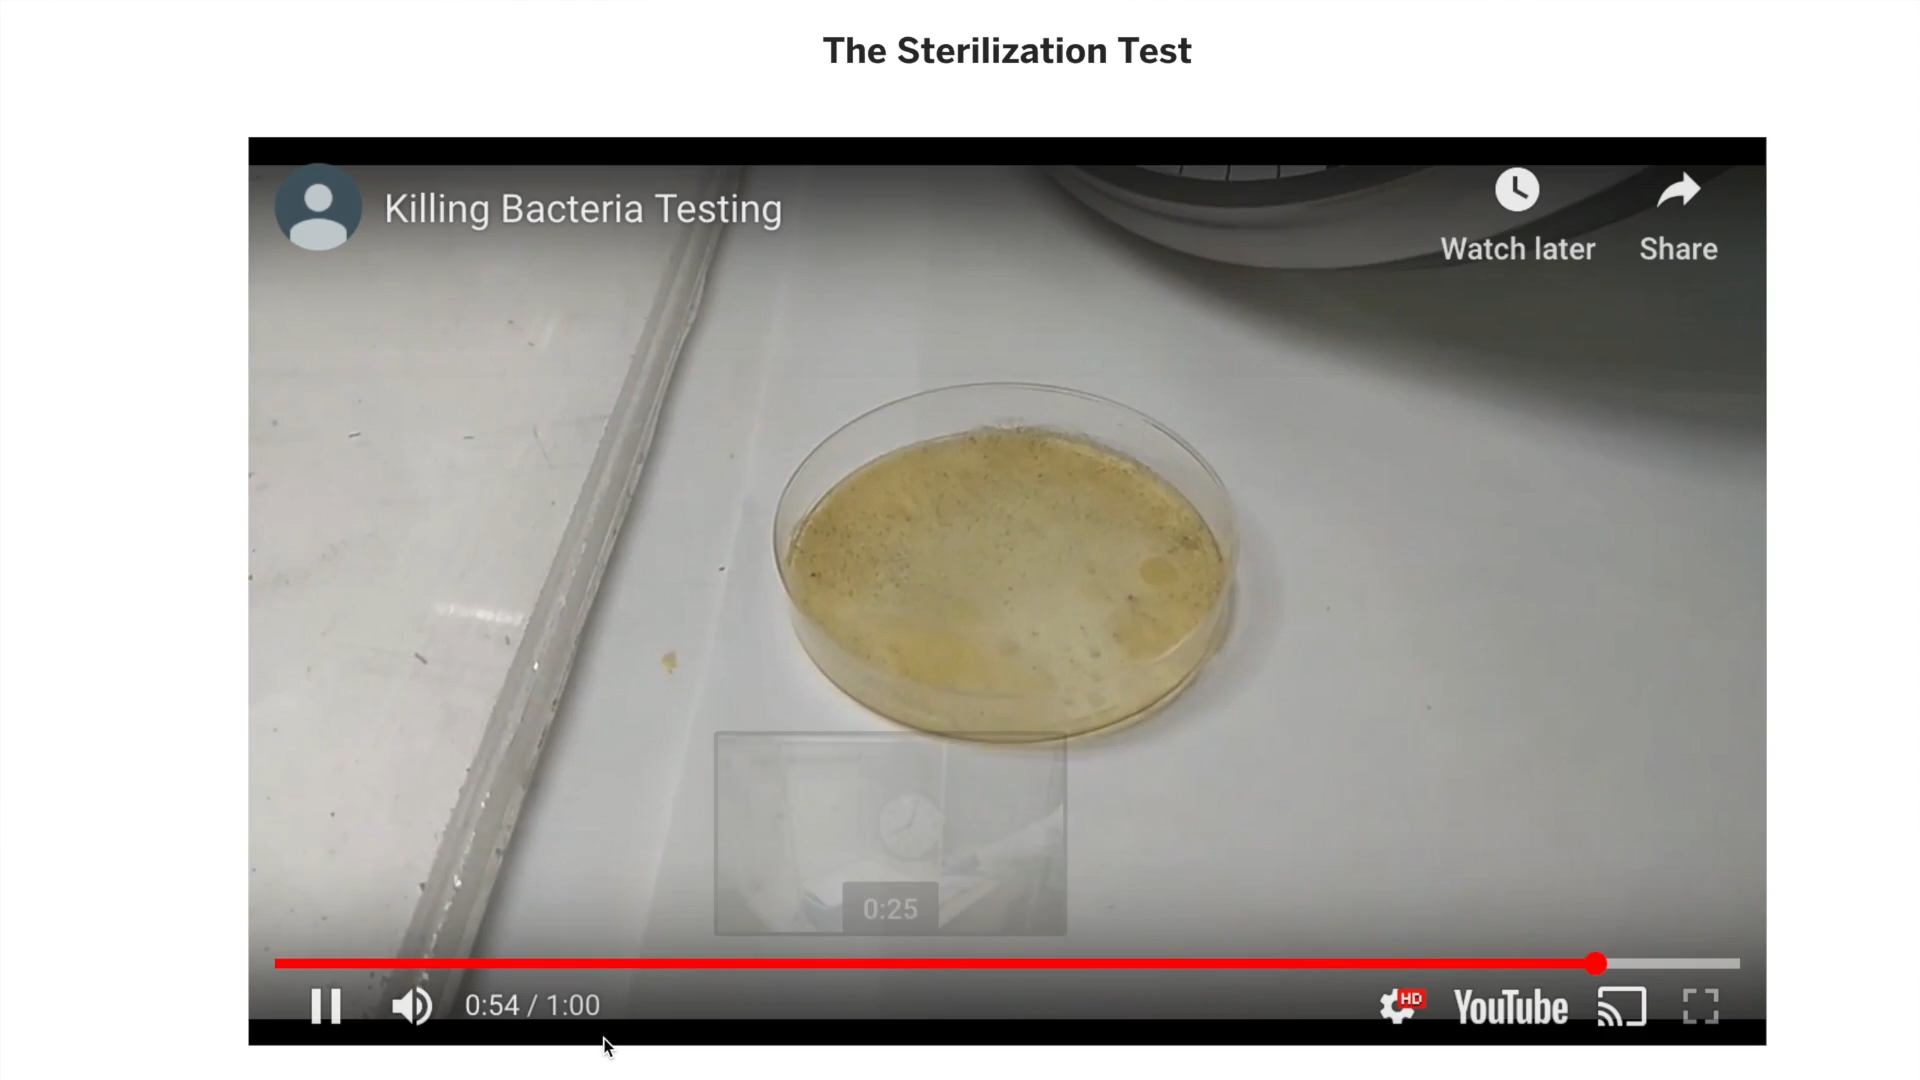 The Sterilization Test
Killing Bacteria Testing
Watch later
Share
0:25
0:54 / 1:00
HD
YouTube